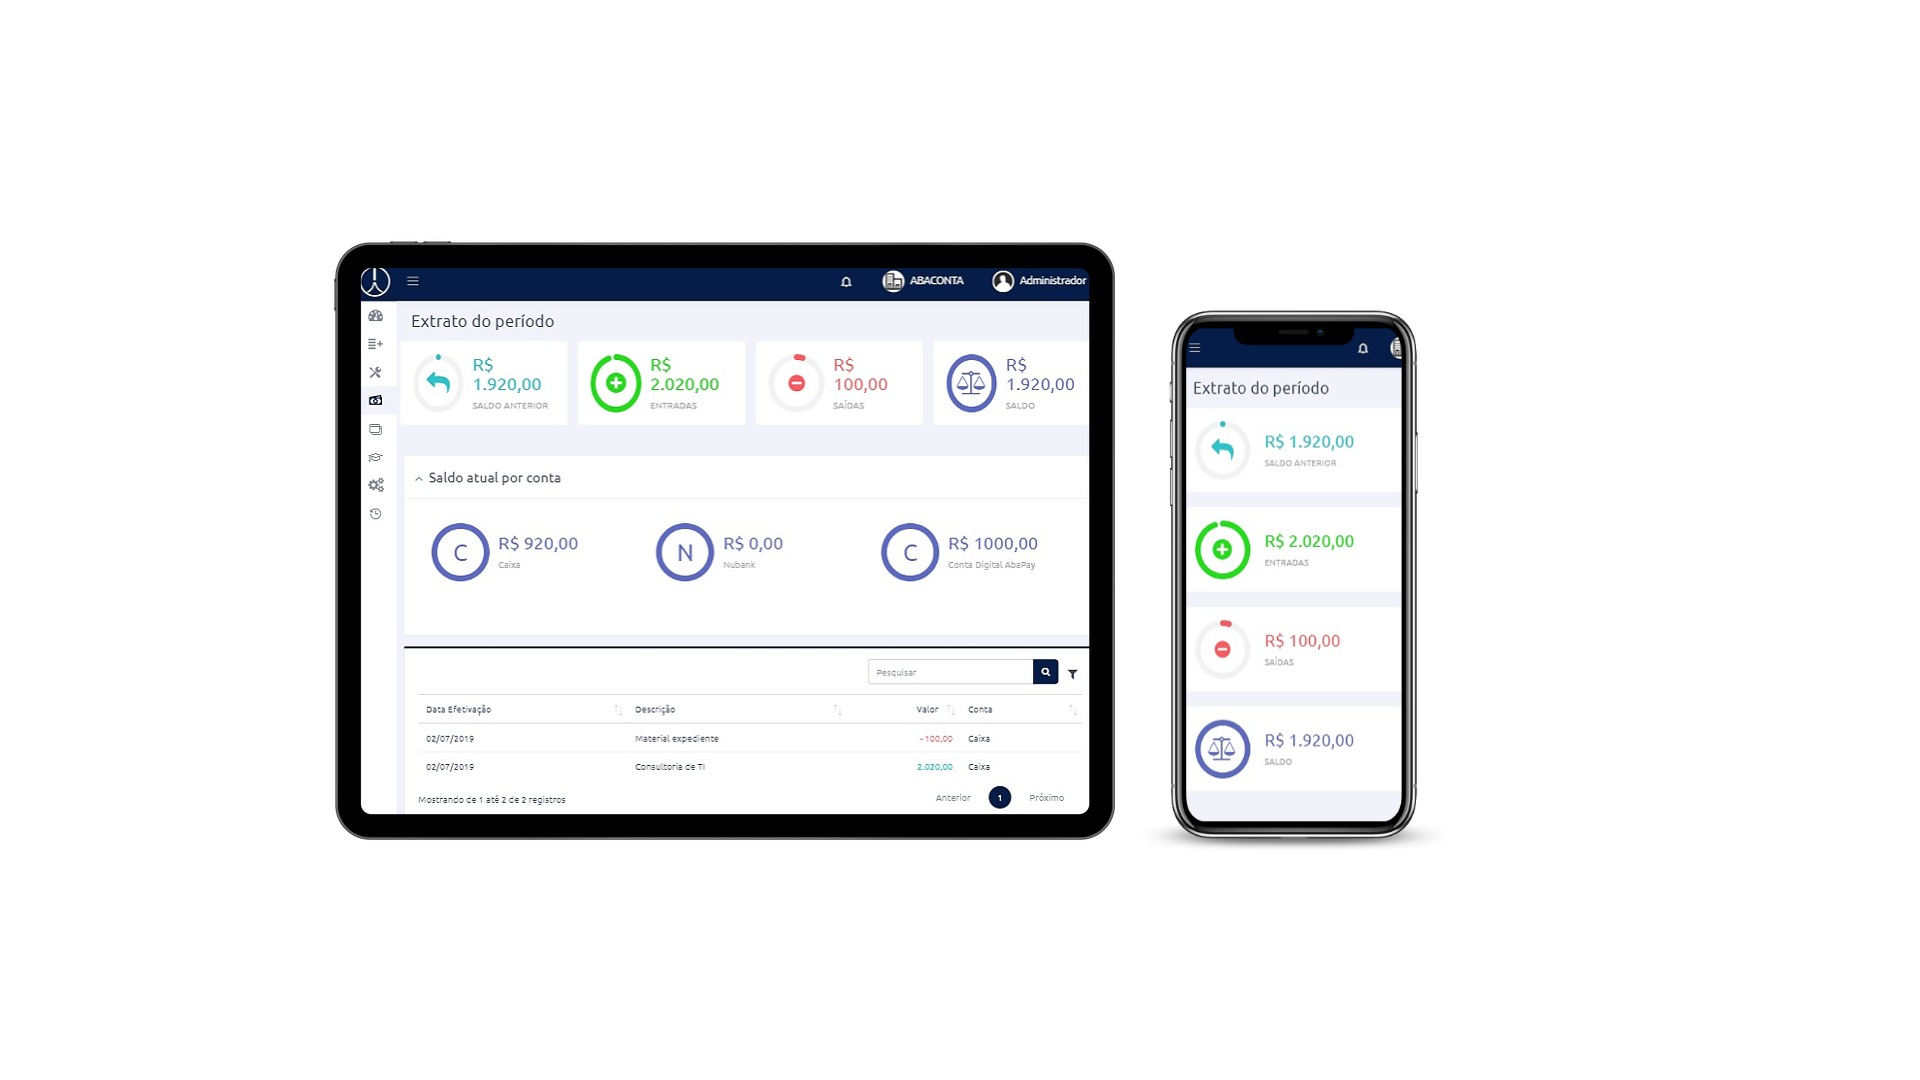 ABACONTA
Administrador
Extrato do período
R$ 1.920,00
SALDO ANTERIOR
R$ 2.020,00
ENTRADAS
R$ 100,00
SAÍDAS
R$ 1.920,00
SALDO
Saldo atual por conta
C
R$ 920,00
Caixa
N
R$ 0,00
Nubank
C
R$ 1000,00
Conta Digital AbaPay
Pesquisar
Data Efetivação Descrição Valor Conta
02/07/2019 Material expediente -100,00 Caixa
02/07/2019 Consultoria de TI 2.020,00 Caixa
Mostrando de 1 até 2 de 2 registros
Anterior 1 Próximo
Extrato do período
R$ 1.920,00
SALDO ANTERIOR
R$ 2.020,00
ENTRADAS
R$ 100,00
SAÍDAS
R$ 1.920,00
SALDO